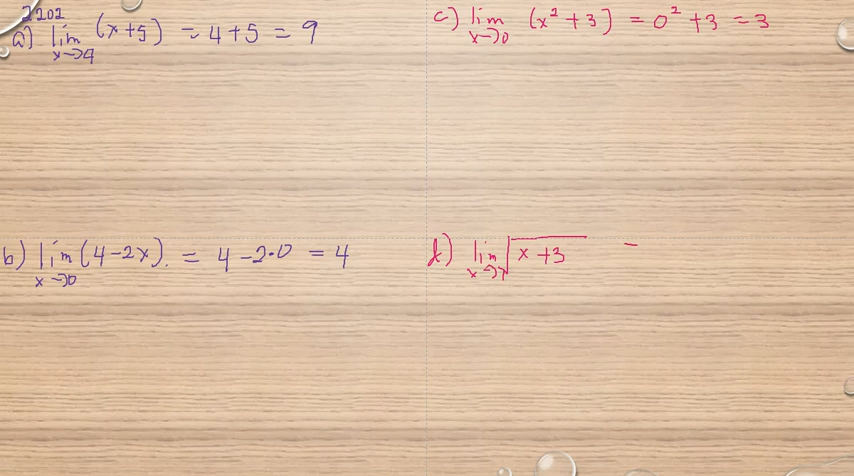 2202
a) lim (x+5) = 4+5 = 9
x→4
b) lim (4-2x). = 4-2·0 = 4
x→0
c) lim (x²+3) = 0²+3 = 3
x→0
d) lim √x+3 =
x→7